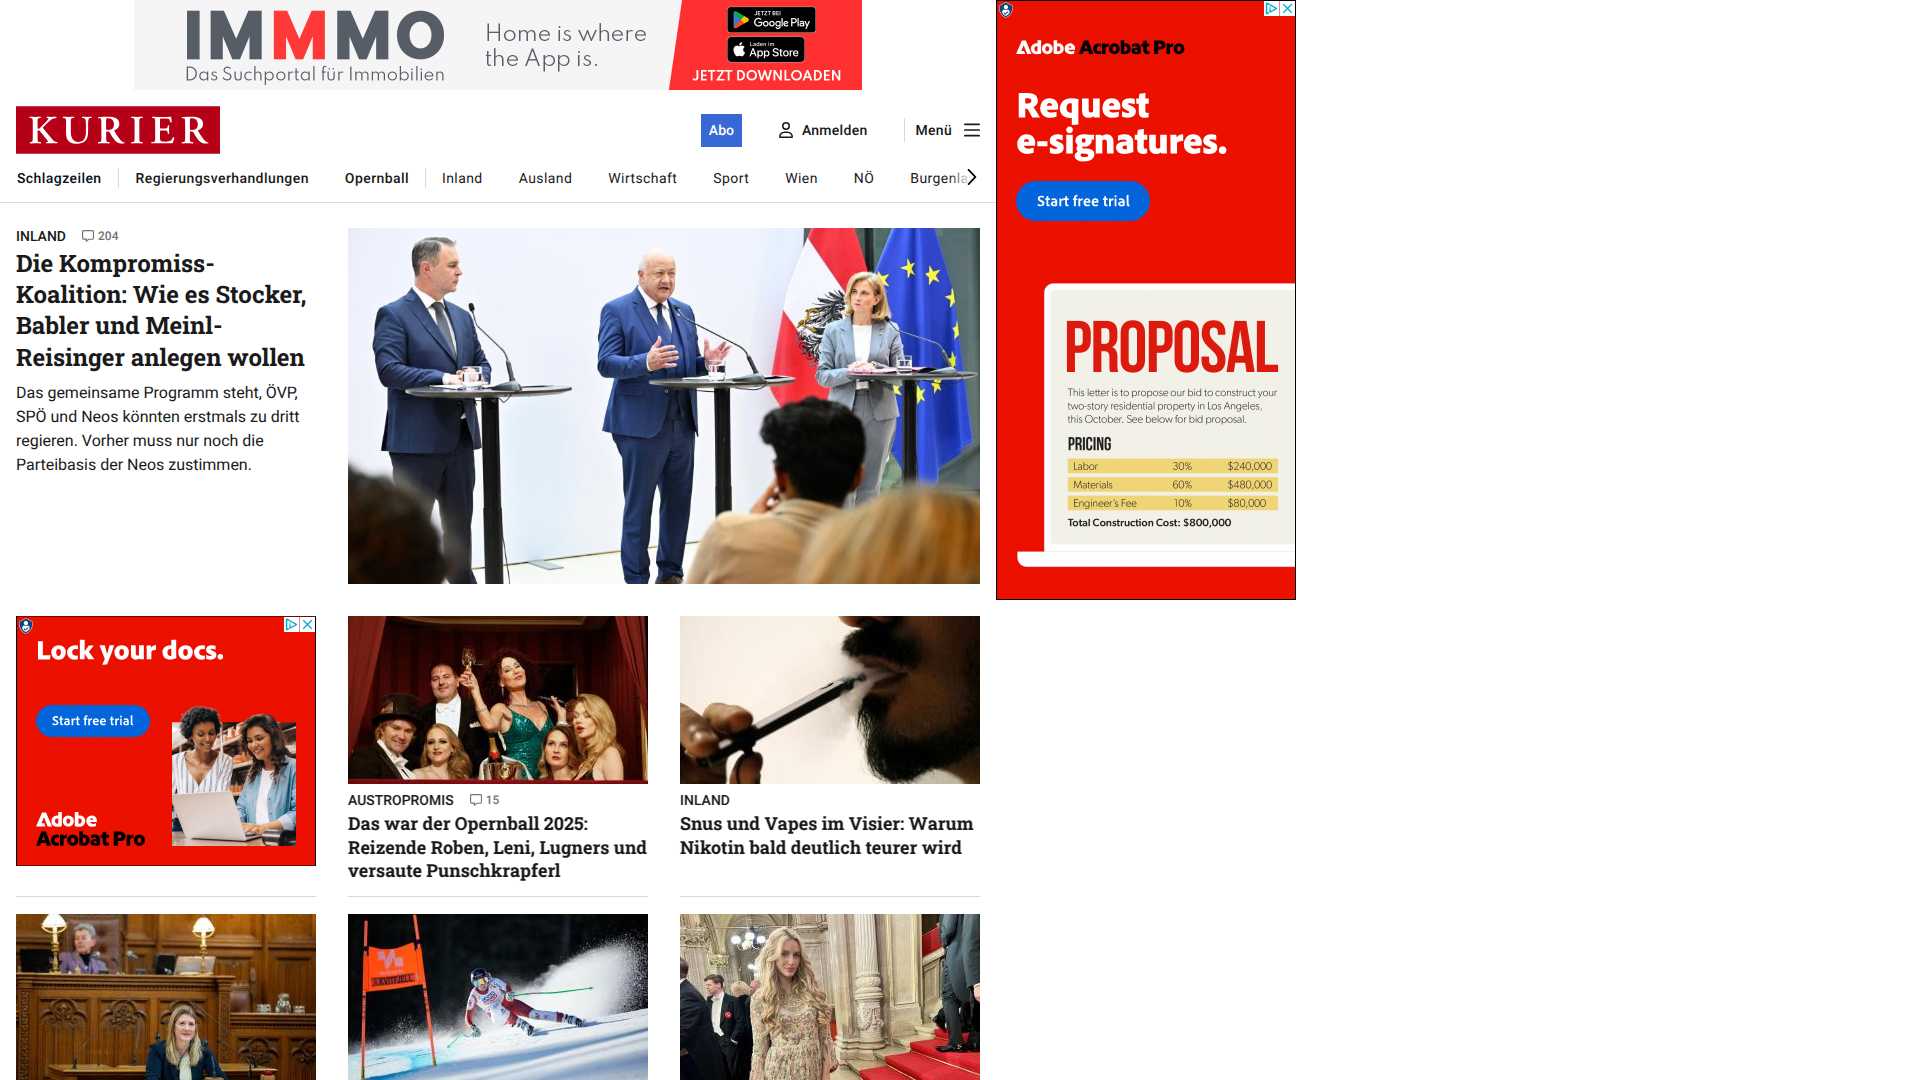 IMMMO
Das Suchportal für Immobilien
Home is where
the App is.
JETZT BEI
Google Play
Laden im
App Store
JETZT DOWNLOADEN
KURIER
Abo
Anmelden
Menü
Schlagzeilen
Regierungsverhandlungen
Opernball
Inland
Ausland
Wirtschaft
Sport
Wien
NÖ
Burgenla
INLAND 204
Die Kompromiss-
Koalition: Wie es Stocker,
Babler und Meinl-
Reisinger anlegen wollen
Das gemeinsame Programm steht, ÖVP,
SPÖ und Neos könnten erstmals zu dritt
regieren. Vorher muss nur noch die
Parteibasis der Neos zustimmen.
Adobe Acrobat Pro
Request
e-signatures.
Start free trial
PROPOSAL
This letter is to propose our bid to construct your
two-story residential property in Los Angeles,
this October. See below for bid proposal.
PRICING
Labor 30% $240,000
Materials 60% $480,000
Engineer's Fee 10% $80,000
Total Construction Cost: $800,000
Lock your docs.
Start free trial
Adobe
Acrobat Pro
AUSTROPROMIS 15
Das war der Opernball 2025:
Reizende Roben, Leni, Lugners und
versaute Punschkrapferl
INLAND
Snus und Vapes im Visier: Warum
Nikotin bald deutlich teurer wird